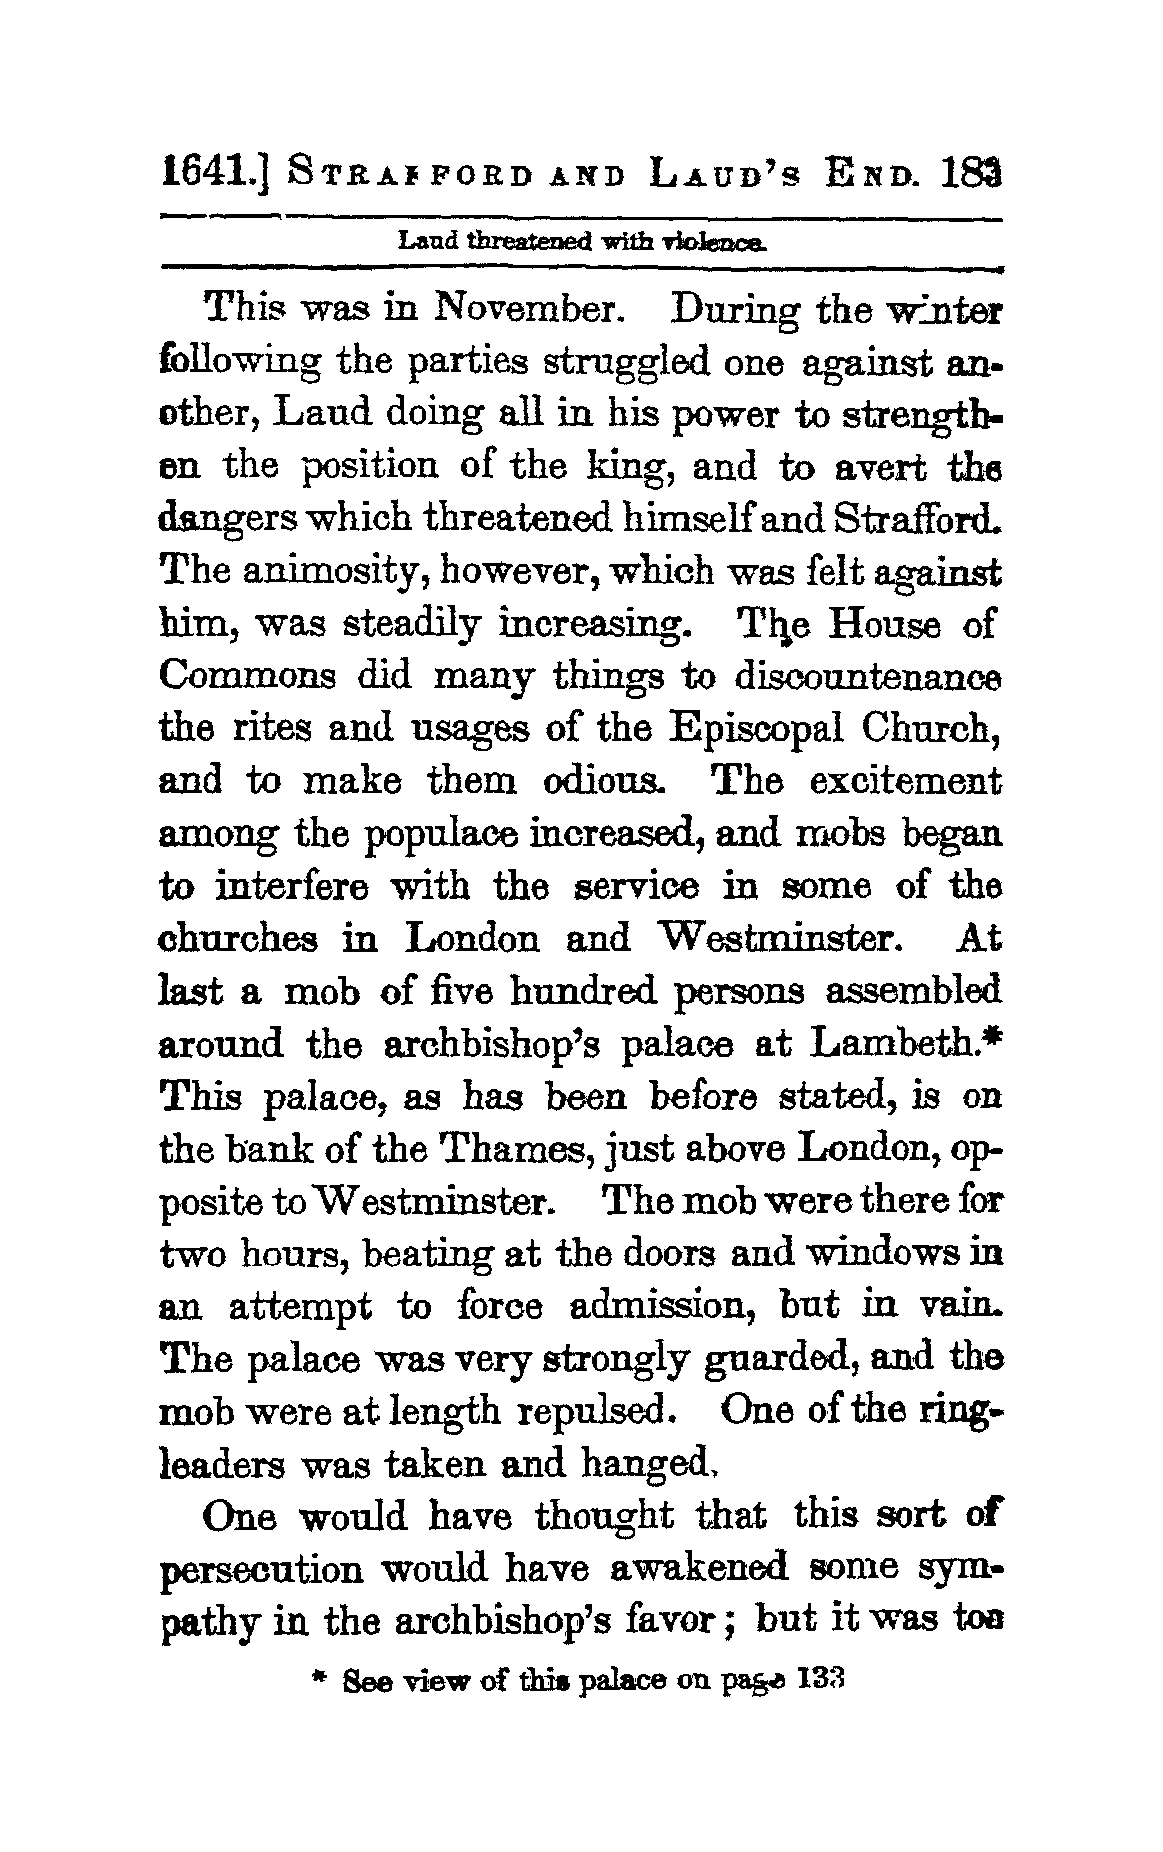 1641.] STRAFFORD AND LAUD'S END. 183
Laud threatened with violence.
This was in November. During the winter
following the parties struggled one against an-
other, Laud doing all in his power to strength-
en the position of the king, and to avert the
dangers which threatened himself and Strafford.
The animosity, however, which was felt against
him, was steadily increasing. The House of
Commons did many things to discountenance
the rites and usages of the Episcopal Church,
and to make them odious. The excitement
among the populace increased, and mobs began
to interfere with the service in some of the
churches in London and Westminster. At
last a mob of five hundred persons assembled
around the archbishop's palace at Lambeth.*
This palace, as has been before stated, is on
the bank of the Thames, just above London, op-
posite to Westminster. The mob were there for
two hours, beating at the doors and windows in
an attempt to force admission, but in vain.
The palace was very strongly guarded, and the
mob were at length repulsed. One of the ring-
leaders was taken and hanged.
One would have thought that this sort of
persecution would have awakened some sym-
pathy in the archbishop's favor; but it was too
* See view of this palace on page 133